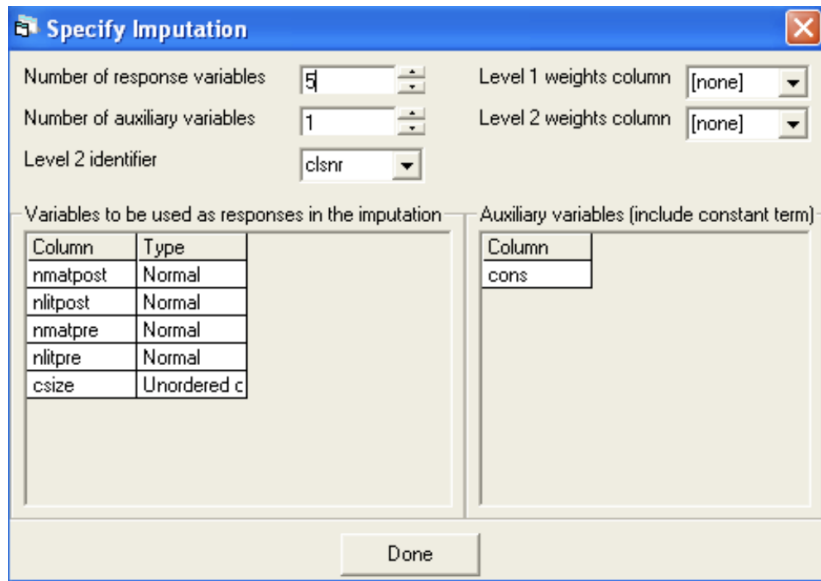 Specify Imputation
Number of response variables 5 Level 1 weights column [none]
Number of auxiliary variables 1 Level 2 weights column [none]
Level 2 identifier clsnr
Variables to be used as responses in the imputation Auxiliary variables (include constant term)
Column Type Column
nmatpost Normal cons
nlitpost Normal
nmatpre Normal
nlitpre Normal
csize Unordered c
Done